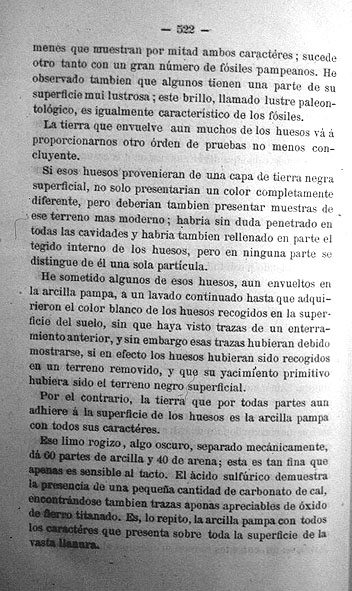 — 522 —
menes que muestran por mitad ambos caractéres; sucede
otro tanto con un gran número de fósiles pampeanos. He
observado tambien que algunos tienen una parte de su
superficie mui lustrosa; este brillo, llamado lustre paleon-
tológico, es igualmente caracteristico de los fósiles.
La tierra que envuelve aun muchos de los huesos vá á
proporcionarnos otro órden de pruebas no menos con-
cluyente.
Si esos huesos provenieran de una capa de tierra negra
superficial, no solo presentarian un color completamente
diferente, pero deberian tambien presentar muestras de
ese terreno mas moderno; habria sin duda penetrado en
todas las cavidades y habria tambien rellenado en parte el
tegido interno de los huesos, pero en ninguna parte se
distingue de él una sola partícula.
He sometido algunos de esos huesos, aun envueltos en
la arcilla pampa, a un lavado continuado hasta que adqui-
rieron el color blanco de los huesos recogidos en la super-
ficie del suelo, sin que haya visto trazas de un enterra-
miento anterior, y sin embargo esas trazas hubieran debido
mostrarse, si en efecto los huesos hubieran sido recogidos
en un terreno removido, y que su yacimiento primitivo
hubiera sido el terreno negro superficial.
Por el contrario, la tierra que por todas partes aun
adhiere á la superficie de los huesos es la arcilla pampa
con todos sus caractéres.
Ese limo rogizo, algo oscuro, separado mecánicamente,
dá 60 partes de arcilla y 40 de arena; esta es tan fina que
apenas es sensible al tacto. El ácido sulfúrico demuestra
la presencia de una pequeña cantidad de carbonato de cal,
encontrándose tambien trazas apenas apreciables de óxido
de fierro titanado. Es, lo repito, la arcilla pampa con todos
los caractéres que presenta sobre toda la superficie de la
vasta llanura.